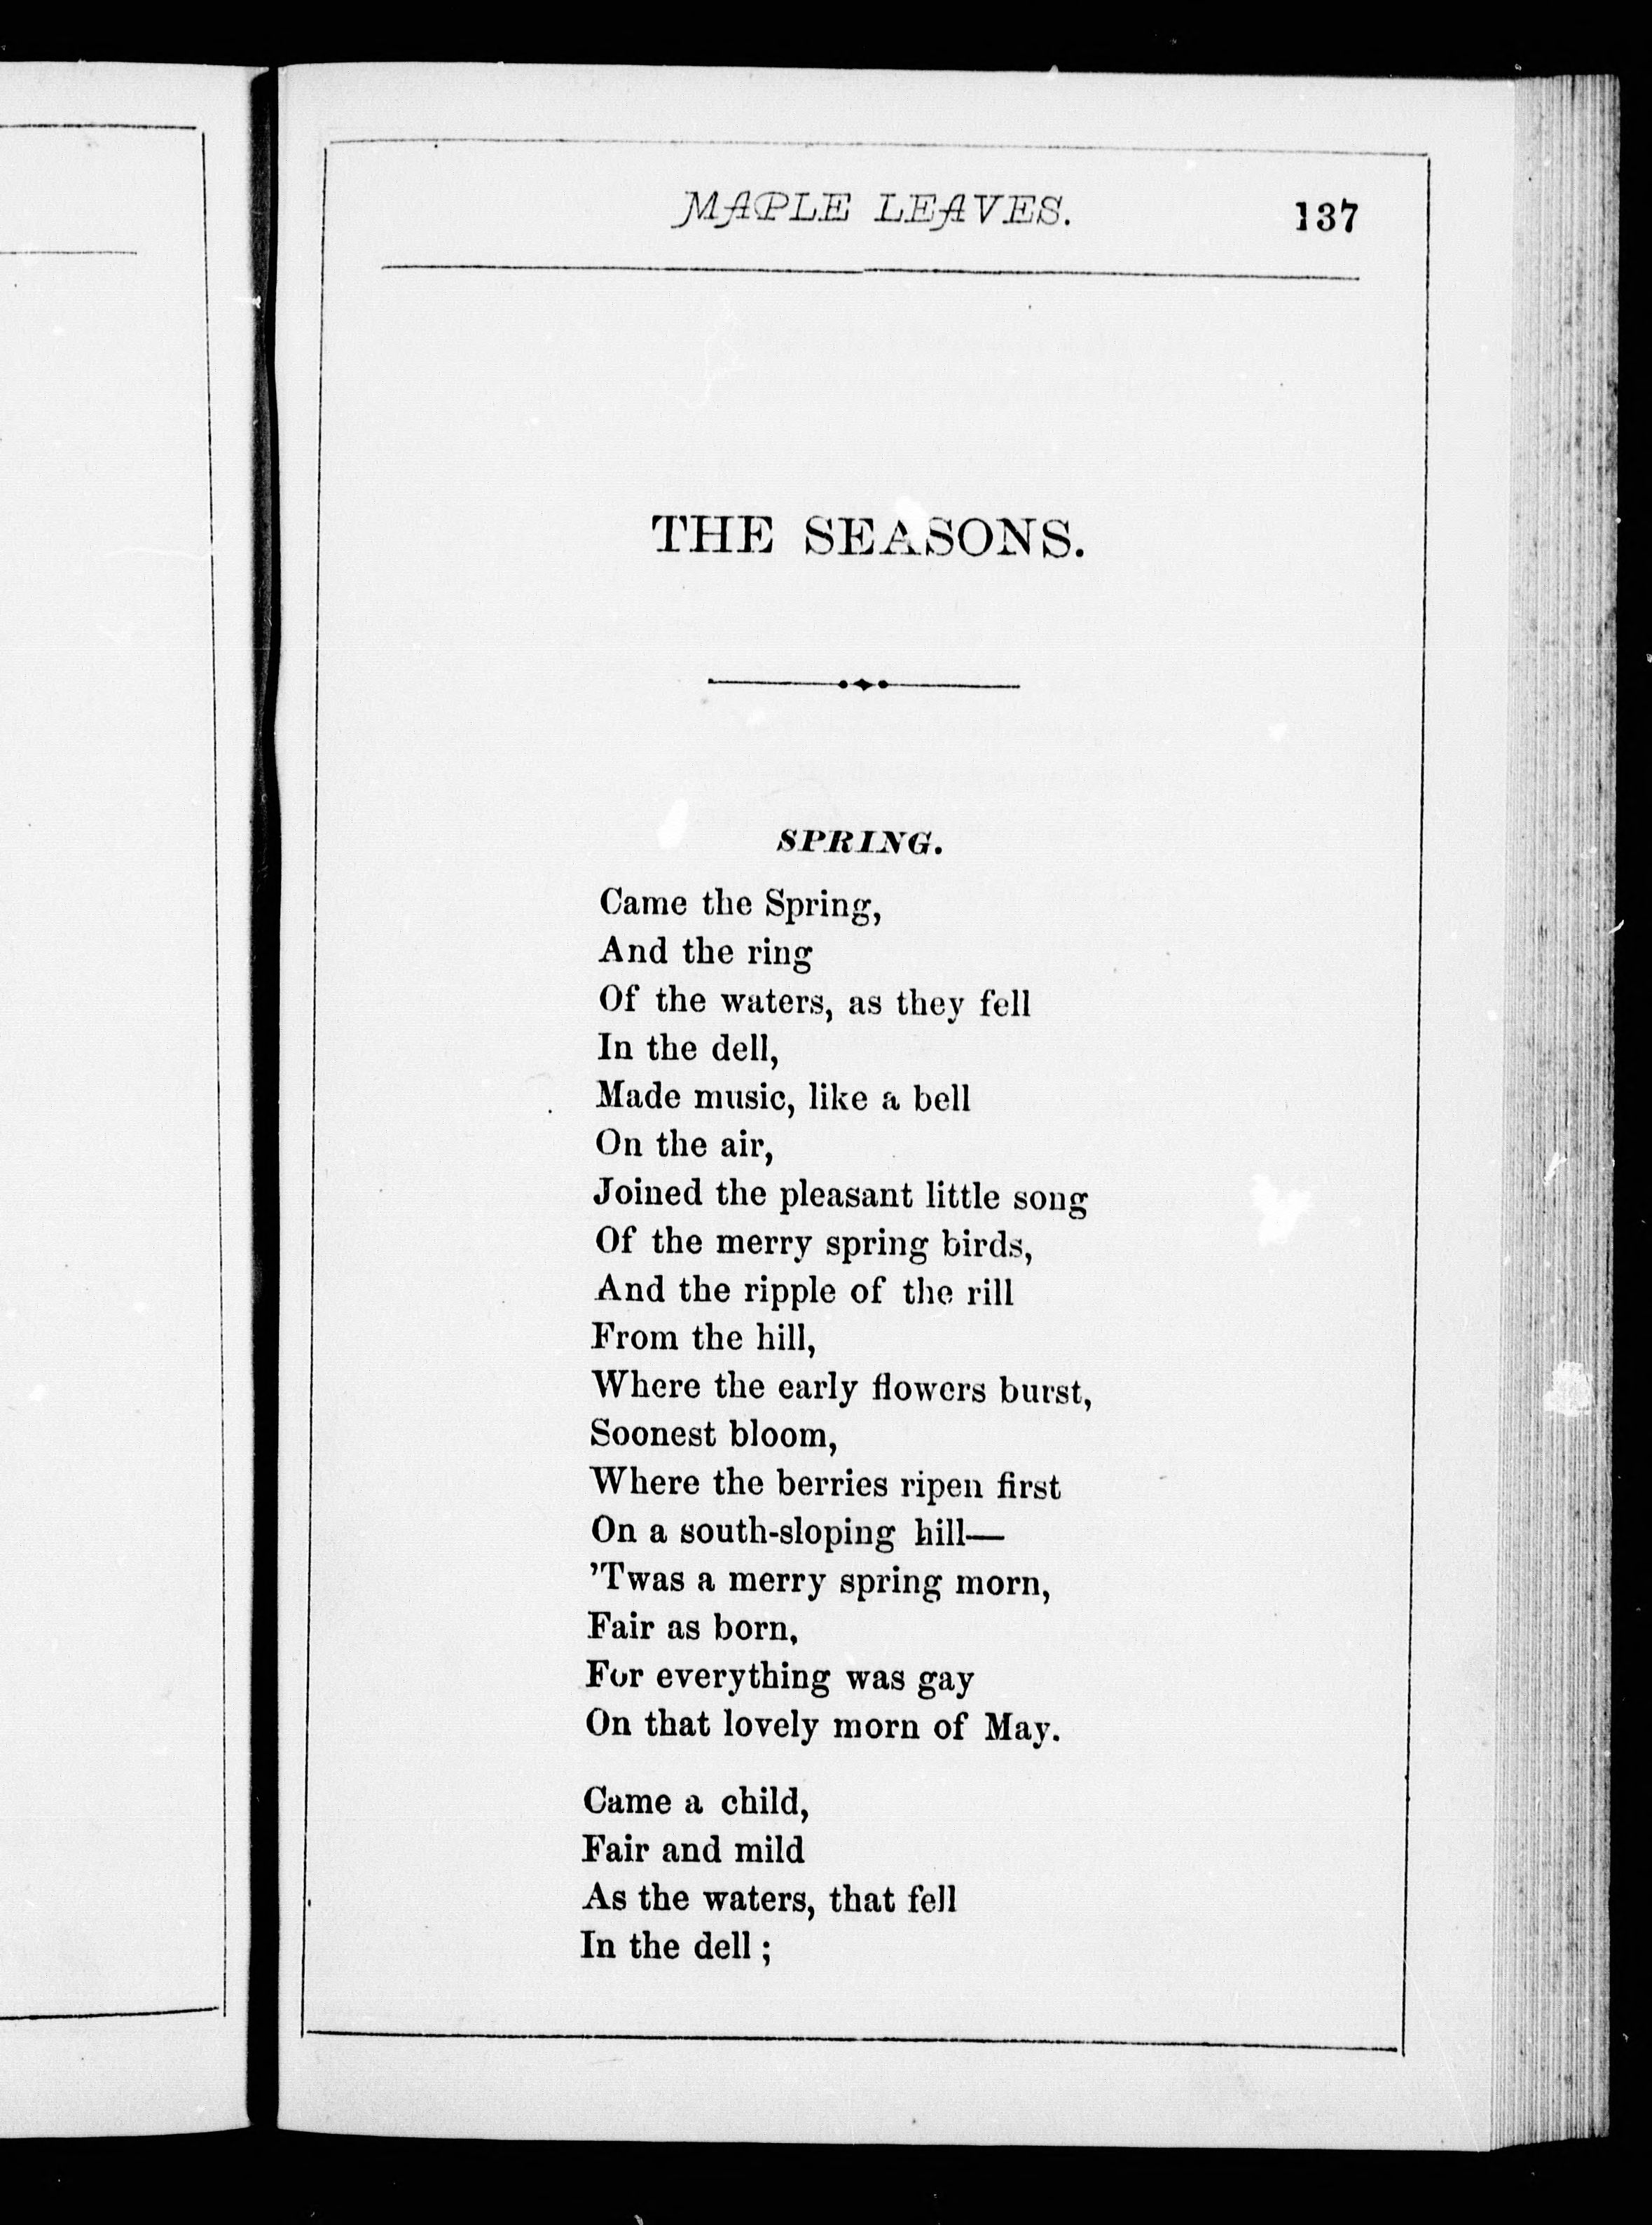 MAPLE LEAVES. 137
THE SEASONS.
SPRING.
Came the Spring,
And the ring
Of the waters, as they fell
In the dell,
Made music, like a bell
On the air,
Joined the pleasant little song
Of the merry spring birds,
And the ripple of the rill
From the hill,
Where the early flowers burst,
Soonest bloom,
Where the berries ripen first
On a south-sloping hill—
’Twas a merry spring morn,
Fair as born,
For everything was gay
On that lovely morn of May.
Came a child,
Fair and mild
As the waters, that fell
In the dell ;